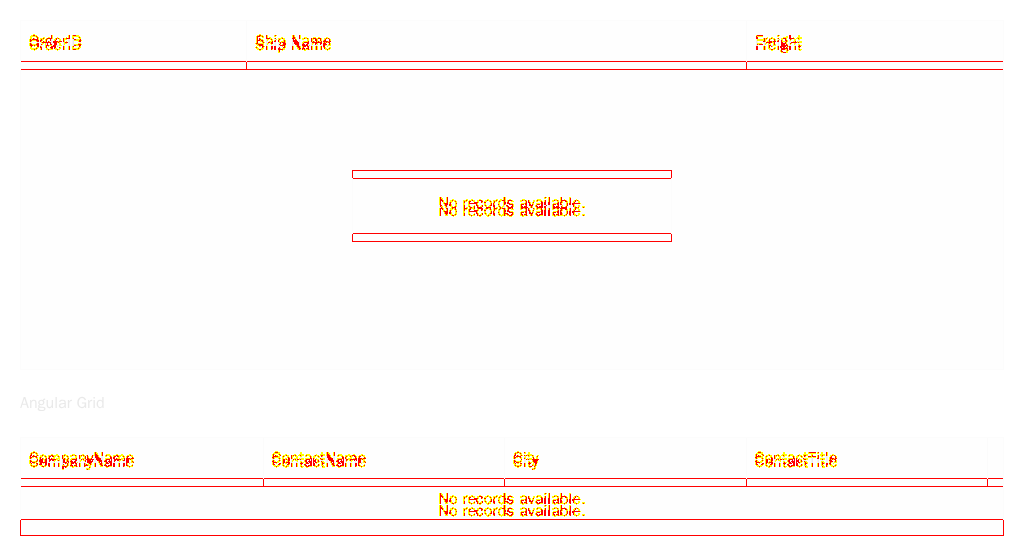 OrderID Ship Name Freight
No records available.
No records available.
Angular Grid
CompanyName ContactName City ContactTitle
No records available.
No records available.